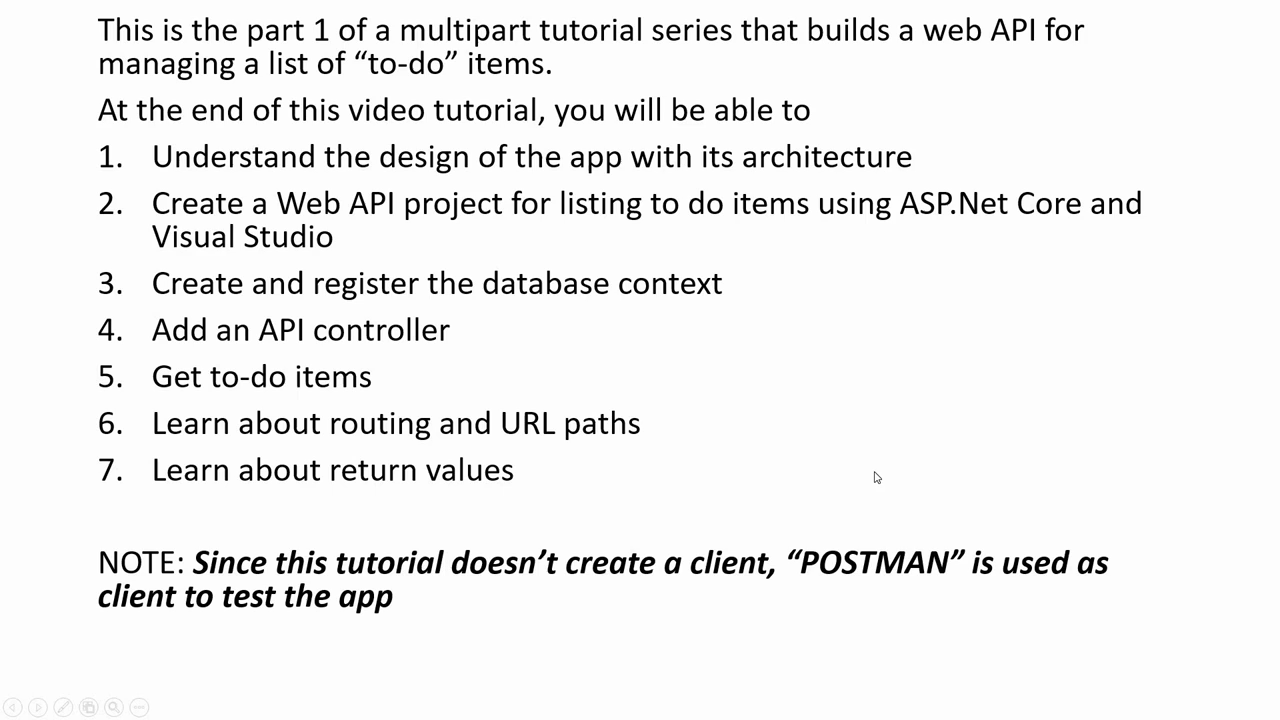 This is the part 1 of a multipart tutorial series that builds a web API for
managing a list of “to-do” items.
At the end of this video tutorial, you will be able to
1. Understand the design of the app with its architecture
2. Create a Web API project for listing to do items using ASP.Net Core and
Visual Studio
3. Create and register the database context
4. Add an API controller
5. Get to-do items
6. Learn about routing and URL paths
7. Learn about return values
NOTE: Since this tutorial doesn’t create a client, “POSTMAN” is used as
client to test the app